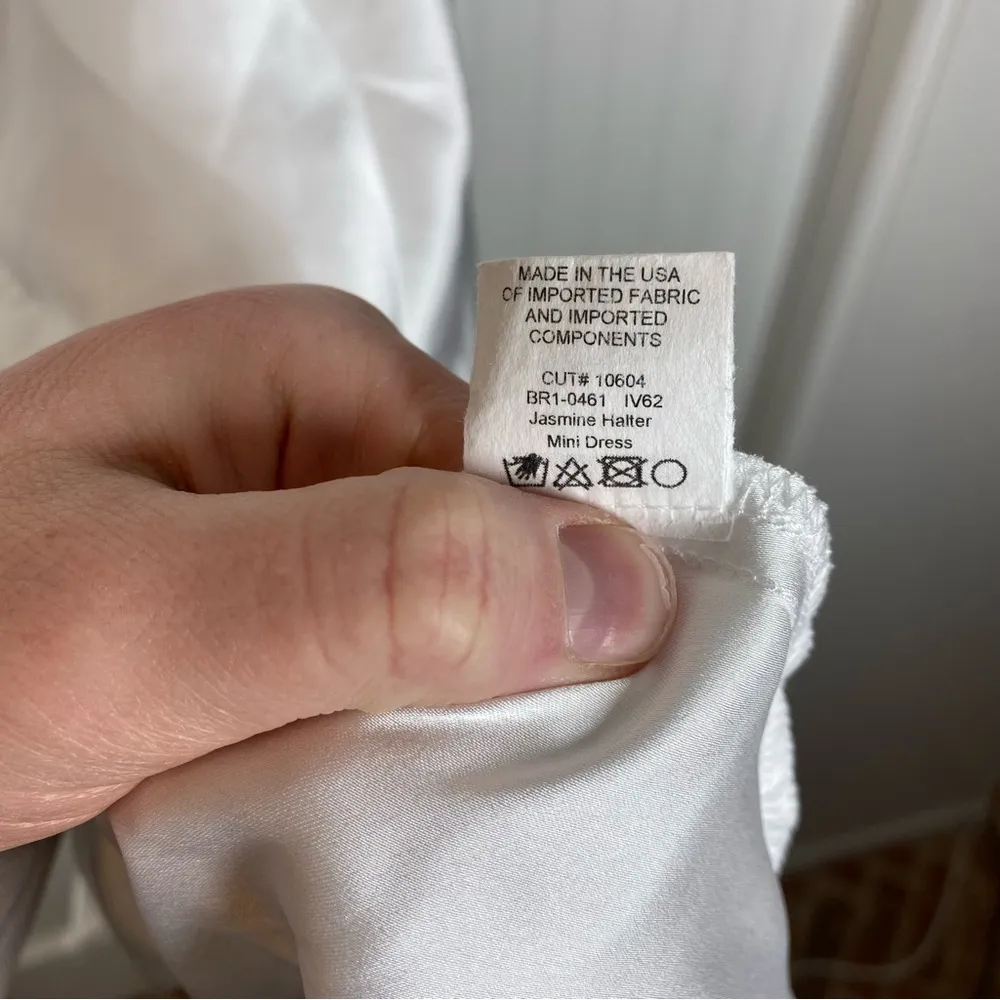 MADE IN THE USA
OF IMPORTED FABRIC
AND IMPORTED
COMPONENTS
CUT# 10604
BR1-0461 IV62
Jasmine Halter
Mini Dress